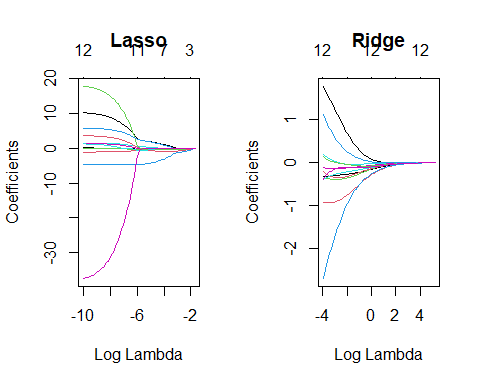 Lasso
12 11 7 3
Coefficients
20
10
0
-10
-30
-10 -6 -2
Log Lambda
Ridge
12 12 12
Coefficients
1
0
-1
-2
-4 0 2 4
Log Lambda